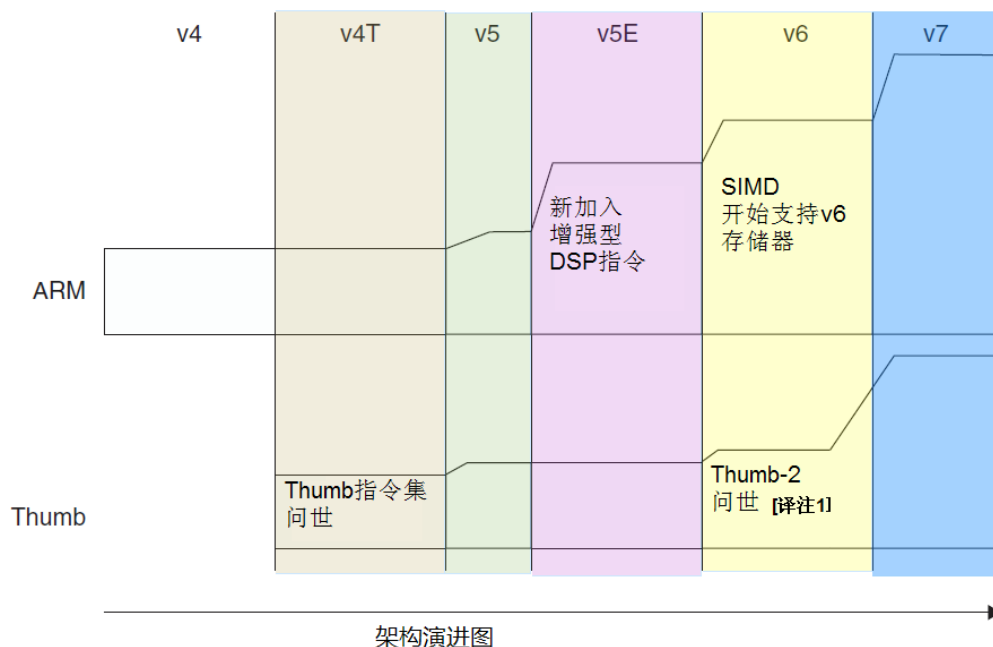 v4
v4T
v5
v5E
v6
v7
ARM
新加入
增强型
DSP指令
SIMD
开始支持v6
存储器
Thumb
Thumb指令集
问世
Thumb-2
问世 [译注1]
架构演进图